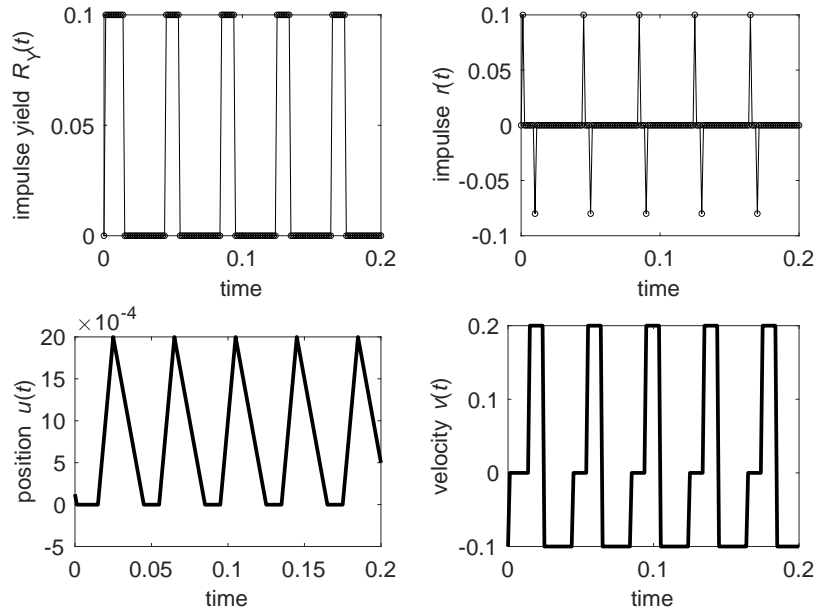 0.1
0.05
0
0 0.1 0.2
time
impulse yield R_Y(t)
0.1
0.05
0
-0.05
-0.1
0 0.1 0.2
time
impulse r(t)
× 10^-4
20
15
10
5
0
-5
0 0.05 0.1 0.15 0.2
time
position u(t)
0.2
0.1
0
-0.1
0 0.1 0.2
time
velocity v(t)